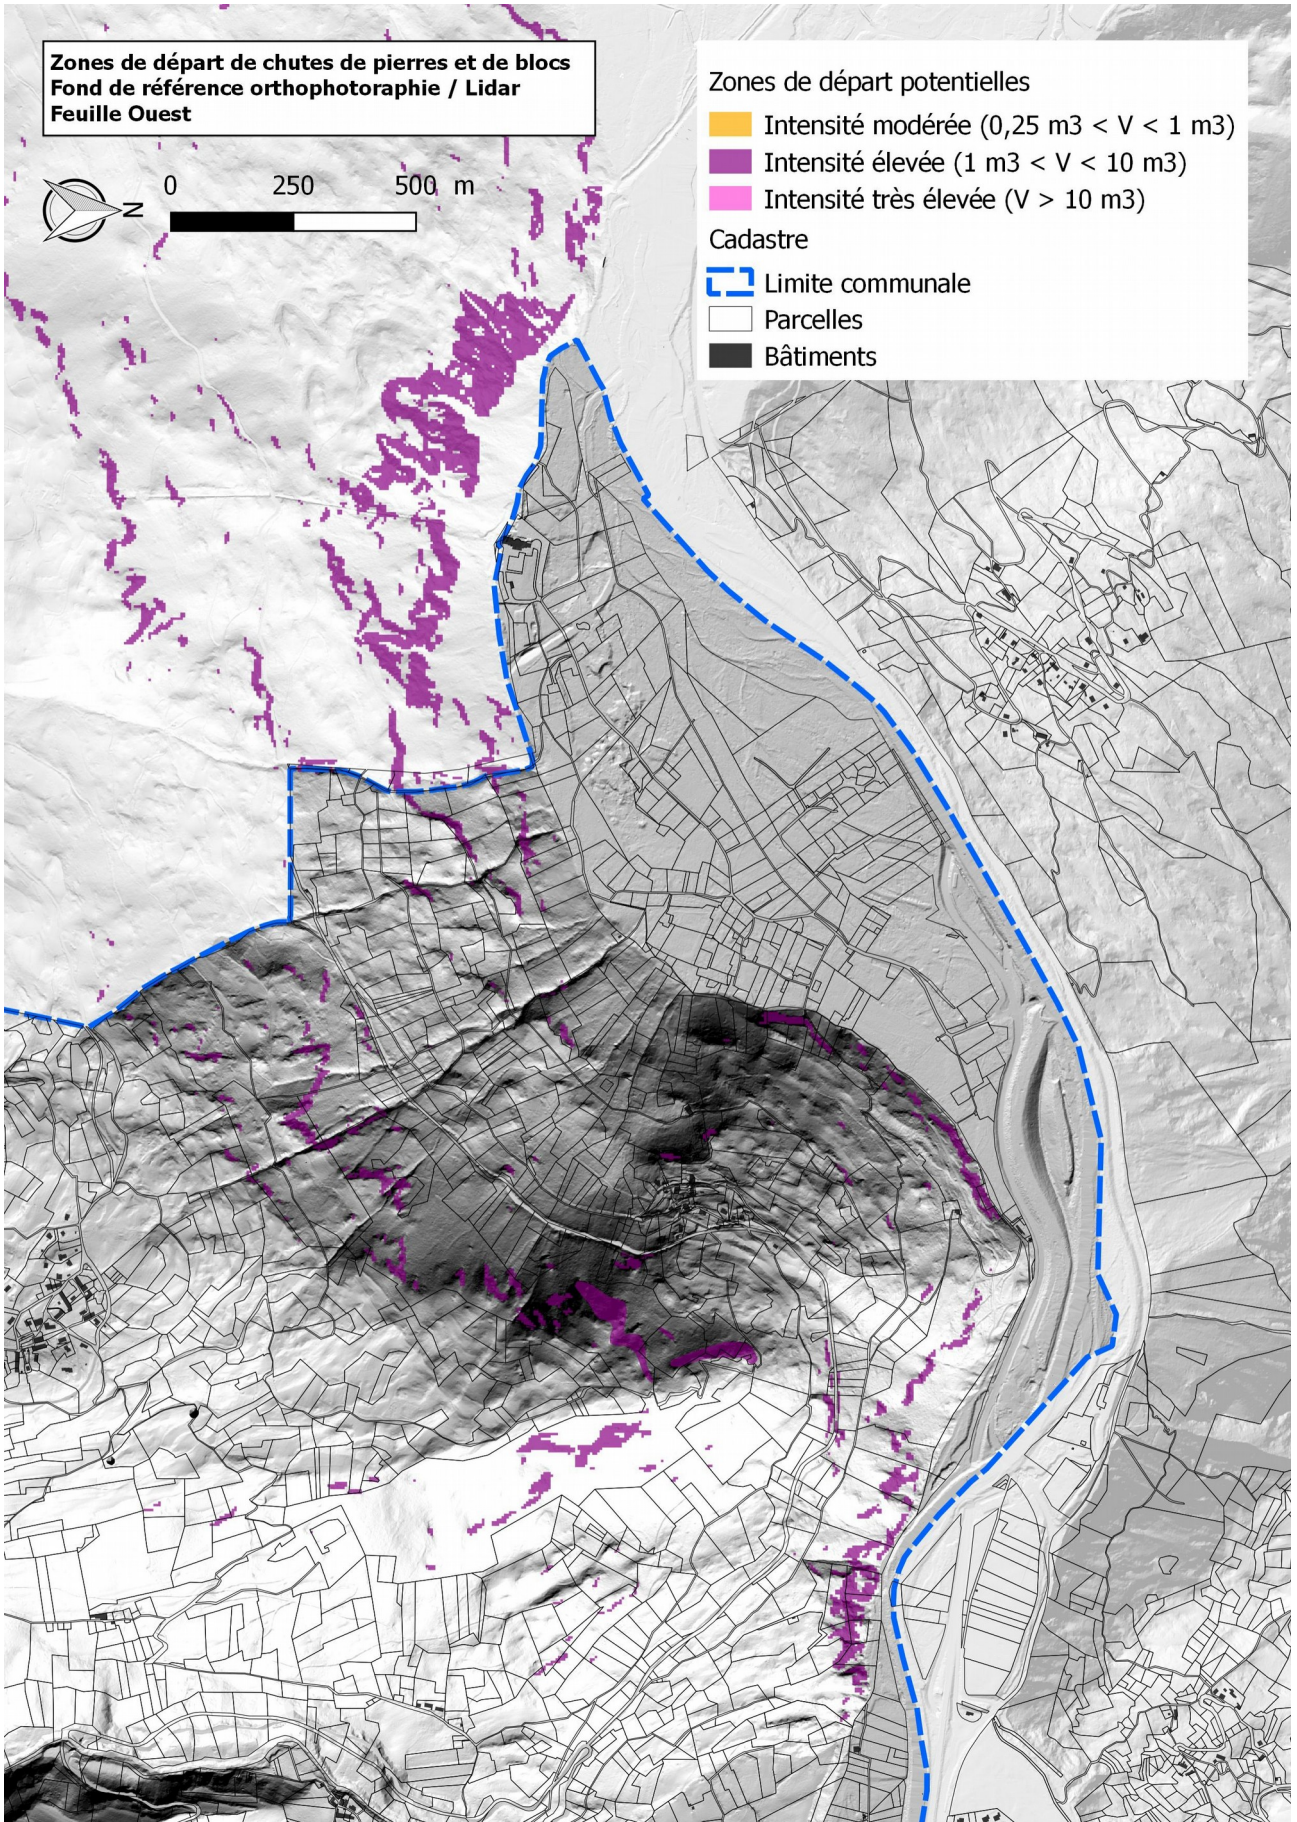 Zones de départ de chutes de pierres et de blocs
Fond de référence orthophotoraphie / Lidar
Feuille Ouest
N
0 250 500 m
Zones de départ potentielles
Intensité modérée (0,25 m3 < V < 1 m3)
Intensité élevée (1 m3 < V < 10 m3)
Intensité très élevée (V > 10 m3)
Cadastre
Limite communale
Parcelles
Bâtiments